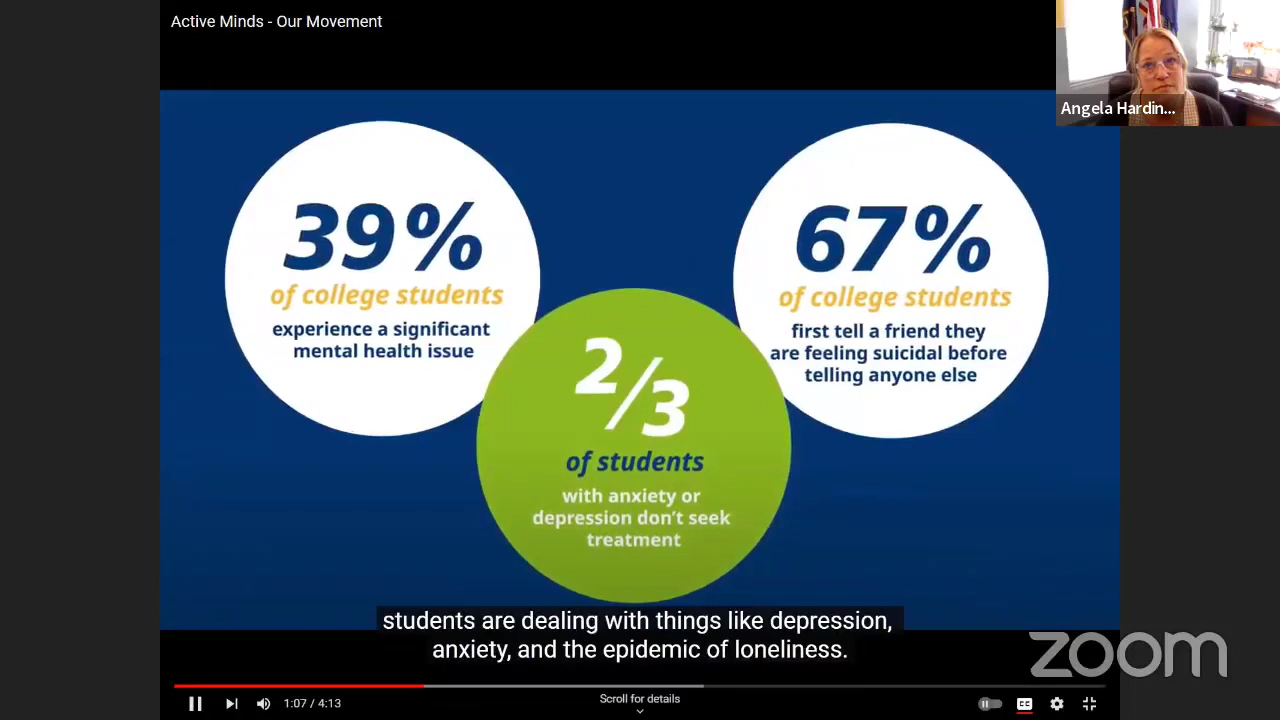 Active Minds - Our Movement
Angela Hardin...
39%
of college students
experience a significant
mental health issue
67%
of college students
first tell a friend they
are feeling suicidal before
telling anyone else
2/3
of students
with anxiety or
depression don't seek
treatment
students are dealing with things like depression,
anxiety, and the epidemic of loneliness.
zoom
1:07 / 4:13
Scroll for details
CC